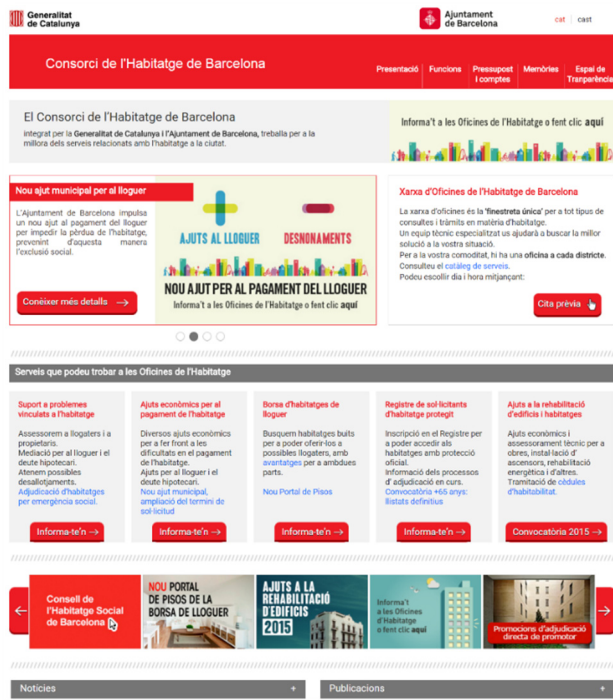 Generalitat
de Catalunya
Ajuntament
de Barcelona
cat cast
Consorci de l'Habitatge de Barcelona
Presentació
Funcions
Pressupost
i comptes
Memòries
Espai de
Tranparència
El Consorci de l'Habitatge de Barcelona
integrat per la Generalitat de Catalunya i l'Ajuntament de Barcelona, treballa per a la
millora dels serveis relacionats amb l'habitatge a la ciutat.
Informa't a les Oficines de l'Habitatge o fent clic aquí
Nou ajut municipal per al lloguer
L'Ajuntament de Barcelona impulsa
un nou ajut al pagament del lloguer
per impedir la pèrdua de l'habitatge,
prevenint d'aquesta manera
l'exclusió social.
Conèixer més detalls →
AJUTS AL LLOGUER
DESNONAMENTS
NOU AJUT PER AL PAGAMENT DEL LLOGUER
Informa't a les Oficines de l'Habitatge o fent clic aquí
Xarxa d'Oficines de l'Habitatge de Barcelona
La xarxa d'oficines és la 'finestreta única' per a tot tipus de
consultes i tràmits en matèria d'habitatge.
Un equip tècnic especialitzat us ajudarà a buscar la millor
solució a la vostra situació.
Per a la vostra comoditat, hi ha una oficina a cada districte.
Consulteu el catàleg de serveis.
Podeu escollir dia i hora mitjançant:
Cita prèvia
Serveis que podeu trobar a les Oficines de l'Habitatge
Suport a problemes
vinculats a l'habitatge
Assessorem a llogaters i a
propietaris.
Mediació per al lloguer i el
deute hipotecari.
Atenem possibles
desallotjaments.
Adjudicació d'habitatges
per emergència social.
Informa-te'n →
Ajuts econòmics per al
pagament de l'habitatge
Diversos ajuts econòmics
per a fer front a les
dificultats en el pagament
de l'habitatge.
Ajuts per al lloguer i el
deute hipotecari.
Nou ajut municipal,
ampliació del termini de
sol·licitud
Informa-te'n →
Borsa d'habitatges de
lloguer
Busquem habitatges buits
per a poder oferir-los a
possibles llogaters, amb
avantatges per a ambdues
parts.
Nou Portal de Pisos
Informa-te'n →
Registre de sol·licitants
d'habitatge protegit
Inscripció en el Registre per
a poder accedir als
habitatges amb protecció
oficial.
Informació dels processos
d' adjudicació en curs.
Convocatòria +65 anys:
llistats definitius
Informa-te'n →
Ajuts a la rehabilitació
d'edificis i habitatges
Ajuts econòmics i
assessorament tècnic per a
obres, instal·lació d'
ascensors, rehabilitació
energètica i d'altres.
Tramitació de cèdules
d'habitabilitat.
Convocatòria 2015 →
Consell de
l'Habitatge Social
de Barcelona
NOU PORTAL
DE PISOS DE LA
BORSA DE LLOGUER
AJUTS A LA
REHABILITACIÓ
D'EDIFICIS
2015
Informa't
a les Oficines
d'Habitatge
o fent clic aquí
Promocions d'adjudicació
directa de promotor
Notícies +
Publicacions +